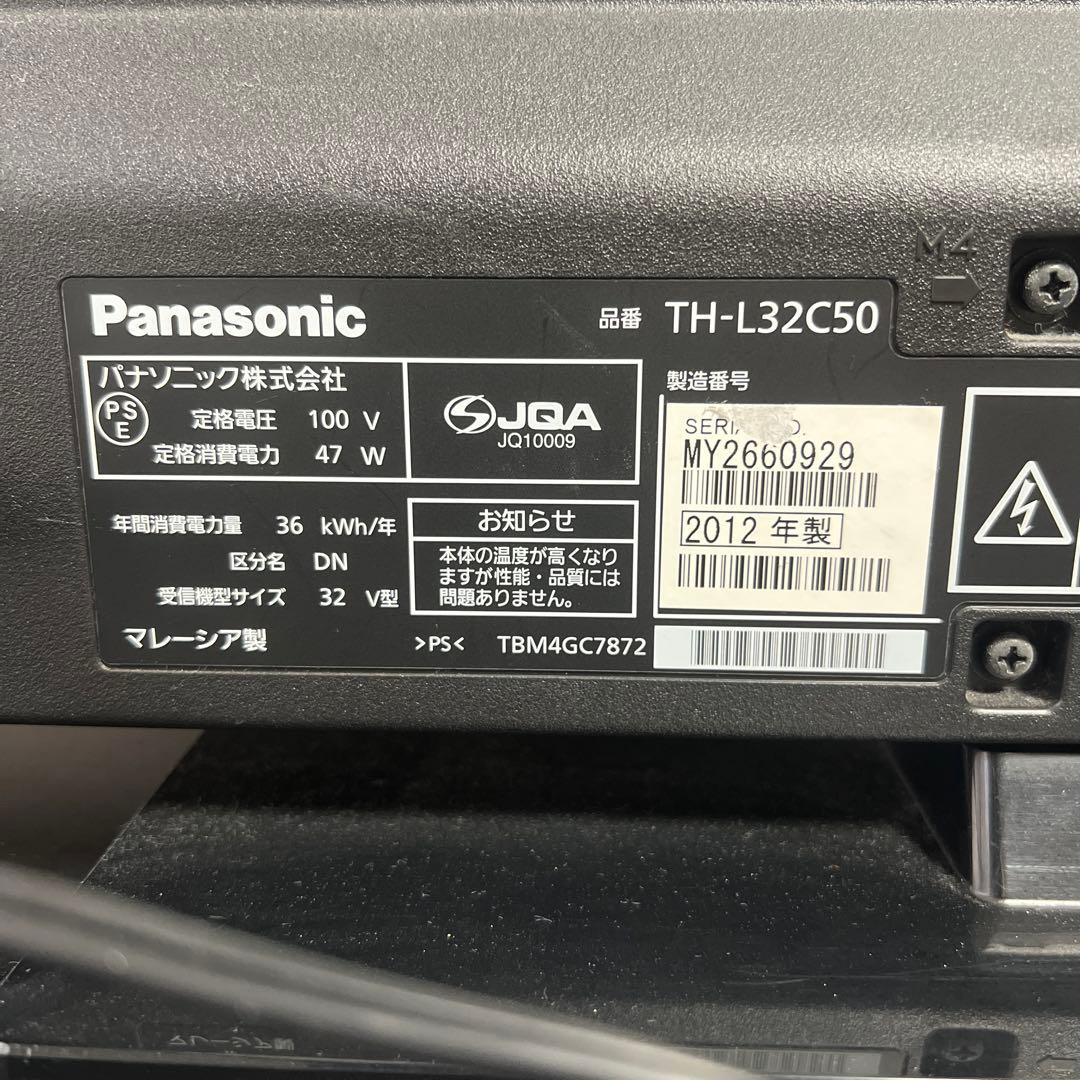 M4
Panasonic
品番 TH-L32C50
パナソニック株式会社
PSE
定格電圧 100 V
定格消費電力 47 W
JQA
JQ10009
製造番号
MY2660929
2012 年製
年間消費電力量 36 kWh/年
区分名 DN
受信機型サイズ 32 V型
お知らせ
本体の温度が高くなり
ますが性能・品質には
問題ありません。
マレーシア製
>PS< TBM4GC7872